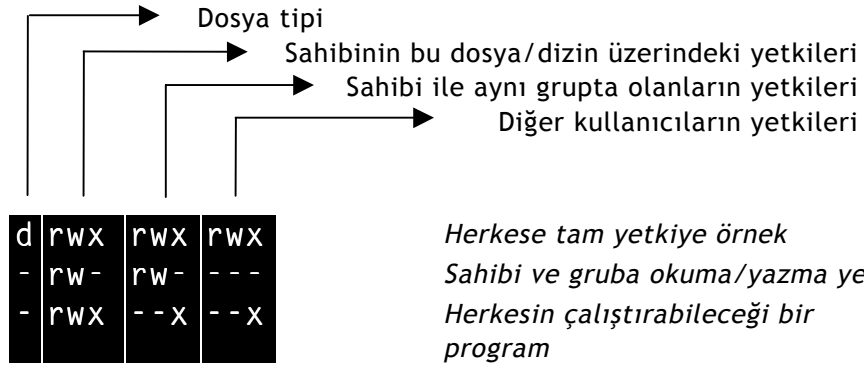 Dosya tipi
Sahibinin bu dosya/dizin üzerindeki yetkileri
Sahibi ile aynı grupta olanların yetkileri
Diğer kullanıcıların yetkileri
d rwx rwx rwx Herkese tam yetkiye örnek
- rw- rw- --- Sahibi ve gruba okuma/yazma ye
- rwx --x --x Herkesin çalıştırabileceği bir
program